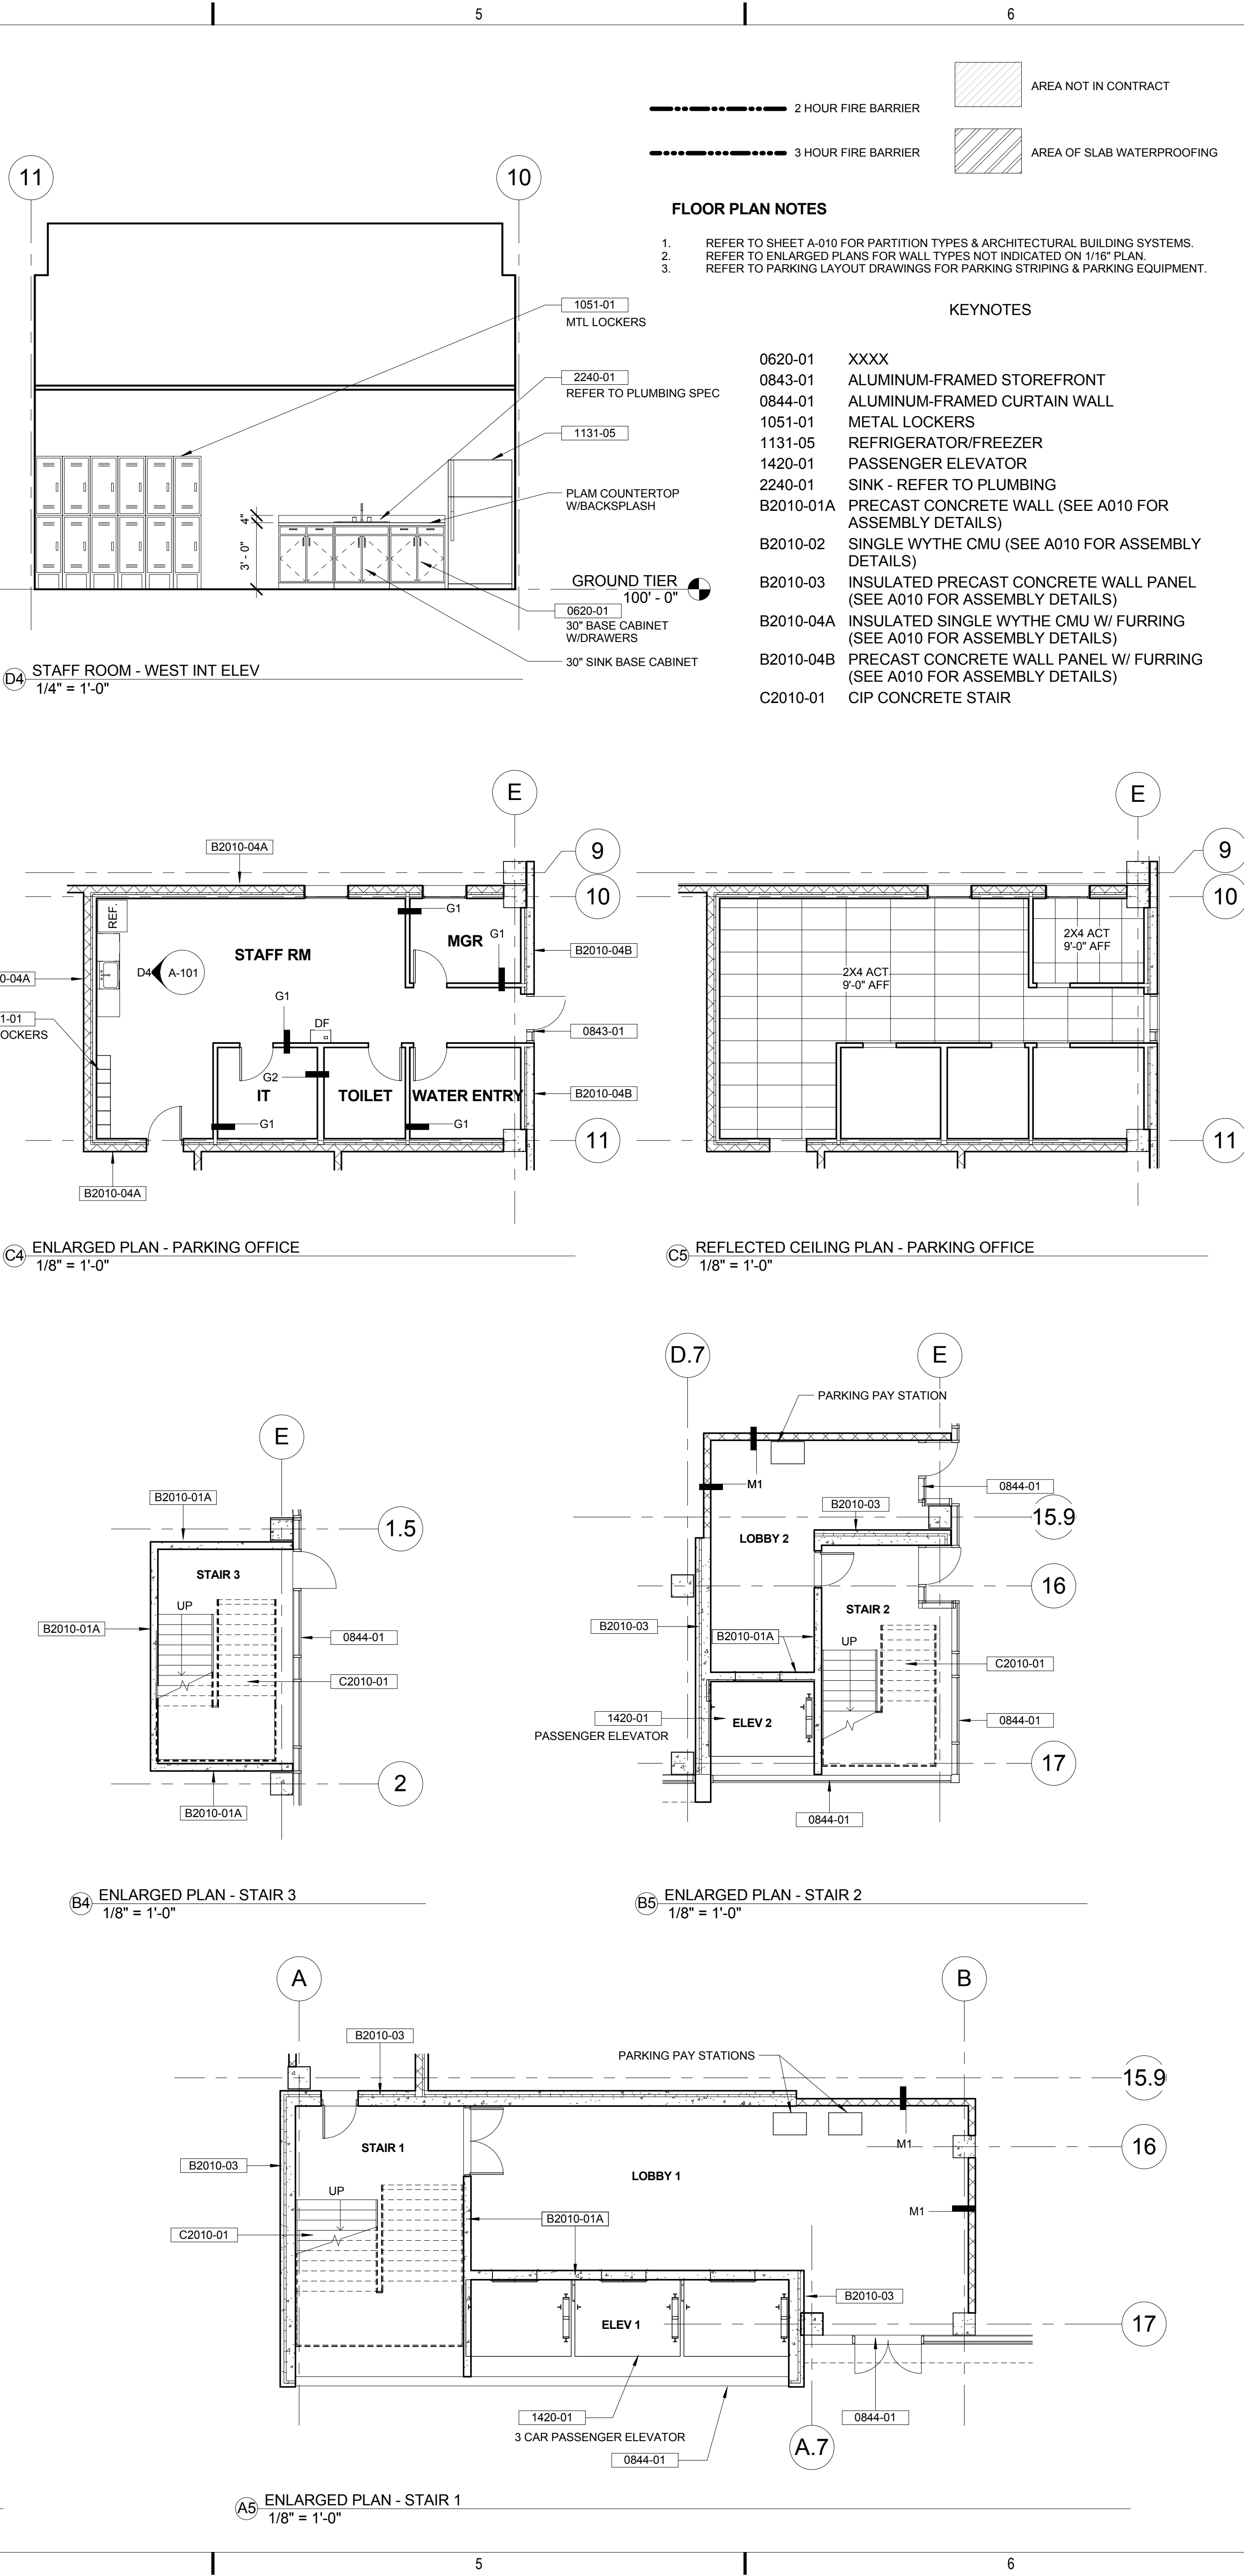 5
6
2 HOUR FIRE BARRIER
AREA NOT IN CONTRACT
3 HOUR FIRE BARRIER
AREA OF SLAB WATERPROOFING
FLOOR PLAN NOTES
1. REFER TO SHEET A-010 FOR PARTITION TYPES & ARCHITECTURAL BUILDING SYSTEMS.
2. REFER TO ENLARGED PLANS FOR WALL TYPES NOT INDICATED ON 1/16" PLAN.
3. REFER TO PARKING LAYOUT DRAWINGS FOR PARKING STRIPING & PARKING EQUIPMENT.
KEYNOTES
0620-01 XXXX
0843-01 ALUMINUM-FRAMED STOREFRONT
0844-01 ALUMINUM-FRAMED CURTAIN WALL
1051-01 METAL LOCKERS
1131-05 REFRIGERATOR/FREEZER
1420-01 PASSENGER ELEVATOR
2240-01 SINK - REFER TO PLUMBING
B2010-01A PRECAST CONCRETE WALL (SEE A010 FOR
ASSEMBLY DETAILS)
B2010-02 SINGLE WYTHE CMU (SEE A010 FOR ASSEMBLY
DETAILS)
B2010-03 INSULATED PRECAST CONCRETE WALL PANEL
(SEE A010 FOR ASSEMBLY DETAILS)
B2010-04A INSULATED SINGLE WYTHE CMU W/ FURRING
(SEE A010 FOR ASSEMBLY DETAILS)
B2010-04B PRECAST CONCRETE WALL PANEL W/ FURRING
(SEE A010 FOR ASSEMBLY DETAILS)
C2010-01 CIP CONCRETE STAIR
11
10
1051-01
MTL LOCKERS
2240-01
REFER TO PLUMBING SPEC
1131-05
PLAM COUNTERTOP
W/BACKSPLASH
4"
3' - 0"
GROUND TIER
100' - 0"
0620-01
30" BASE CABINET
W/DRAWERS
30" SINK BASE CABINET
D4 STAFF ROOM - WEST INT ELEV
1/4" = 1'-0"
E
9
10
B2010-04A
REF.
G1
MGR
G1
B2010-04B
STAFF RM
D4
A-101
0-04A
G1
DF
0843-01
1-01
OCKERS
G2
IT
TOILET
WATER ENTRY
B2010-04B
G1
G1
11
B2010-04A
C4 ENLARGED PLAN - PARKING OFFICE
1/8" = 1'-0"
E
9
10
2X4 ACT
9'-0" AFF
2X4 ACT
9'-0" AFF
11
C5 REFLECTED CEILING PLAN - PARKING OFFICE
1/8" = 1'-0"
E
B2010-01A
1.5
STAIR 3
UP
B2010-01A
0844-01
C2010-01
2
B2010-01A
B4 ENLARGED PLAN - STAIR 3
1/8" = 1'-0"
D.7
E
PARKING PAY STATION
M1
0844-01
B2010-03
15.9
LOBBY 2
16
STAIR 2
B2010-03
B2010-01A
UP
C2010-01
1420-01
PASSENGER ELEVATOR
ELEV 2
0844-01
17
0844-01
B5 ENLARGED PLAN - STAIR 2
1/8" = 1'-0"
A
B
B2010-03
PARKING PAY STATIONS
15.9
M1
16
STAIR 1
B2010-03
LOBBY 1
UP
M1
B2010-01A
C2010-01
B2010-03
ELEV 1
17
1420-01
3 CAR PASSENGER ELEVATOR
0844-01
0844-01
A.7
A5 ENLARGED PLAN - STAIR 1
1/8" = 1'-0"
5
6